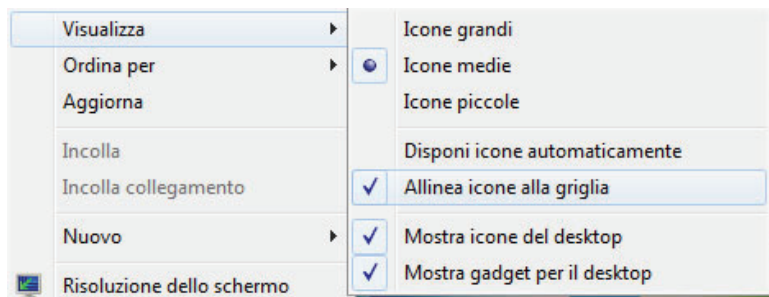 Visualizza
Ordina per
Aggiorna
Incolla
Incolla collegamento
Nuovo
Risoluzione dello schermo
Icone grandi
Icone medie
Icone piccole
Disponi icone automaticamente
Allinea icone alla griglia
Mostra icone del desktop
Mostra gadget per il desktop